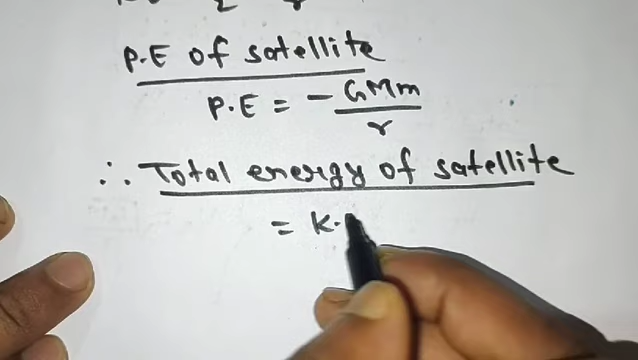 P.E of satellite
P.E = - GMm / r
∴ Total energy of satellite
= K.